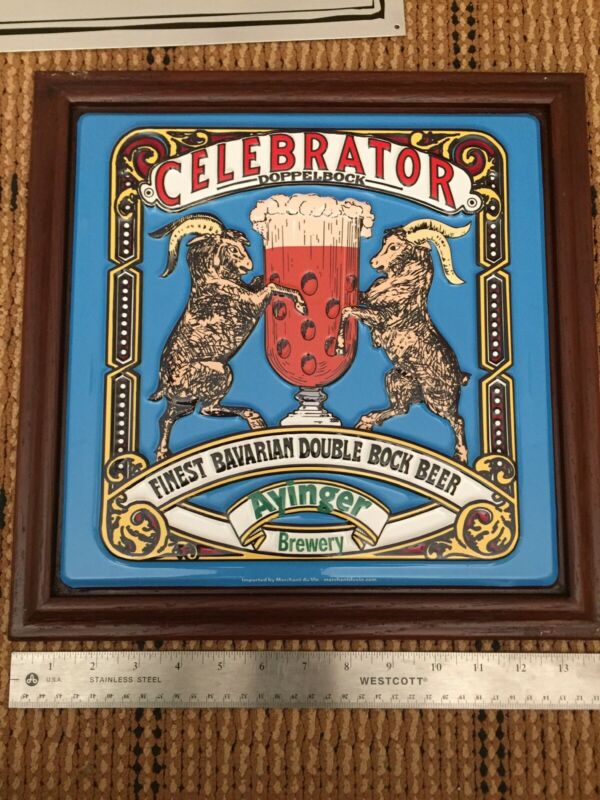 CELEBRATOR
DOPPELBOCK
FINEST BAVARIAN DOUBLE BOCK BEER
Ayinger
Brewery
Imported by Merchant du Vin merchantduvin.com
1 2 3 4 5 6 7 8 9 10 11 12 13
U.S.A. STAINLESS STEEL WESTCOTT®